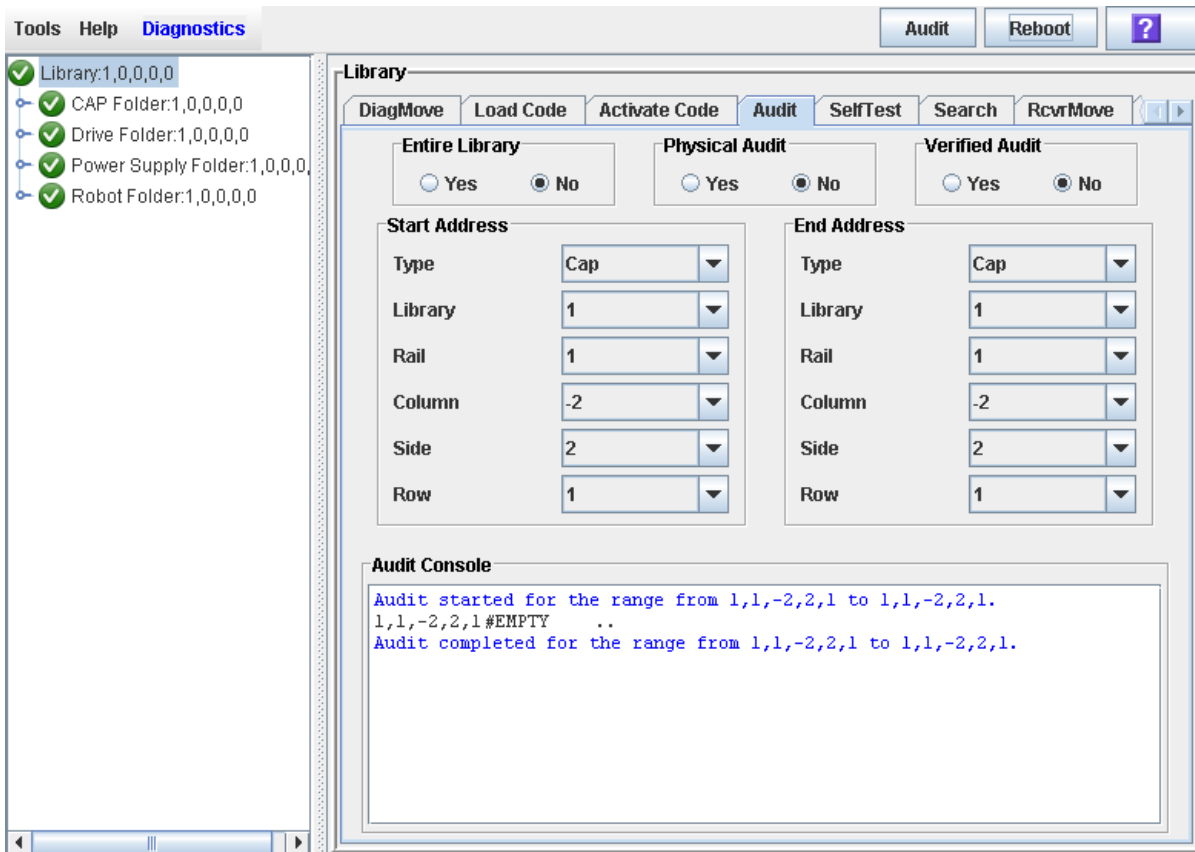 Tools Help Diagnostics
Audit Reboot ?
Library:1,0,0,0,0
CAP Folder:1,0,0,0,0
Drive Folder:1,0,0,0,0
Power Supply Folder:1,0,0,0,
Robot Folder:1,0,0,0,0
Library
DiagMove Load Code Activate Code Audit SelfTest Search RcvrMove
Entire Library Physical Audit Verified Audit
Yes No Yes No Yes No
Start Address
Type Cap
Library 1
Rail 1
Column -2
Side 2
Row 1
End Address
Type Cap
Library 1
Rail 1
Column -2
Side 2
Row 1
Audit Console
Audit started for the range from 1,1,-2,2,1 to 1,1,-2,2,1.
1,1,-2,2,1#EMPTY ..
Audit completed for the range from 1,1,-2,2,1 to 1,1,-2,2,1.